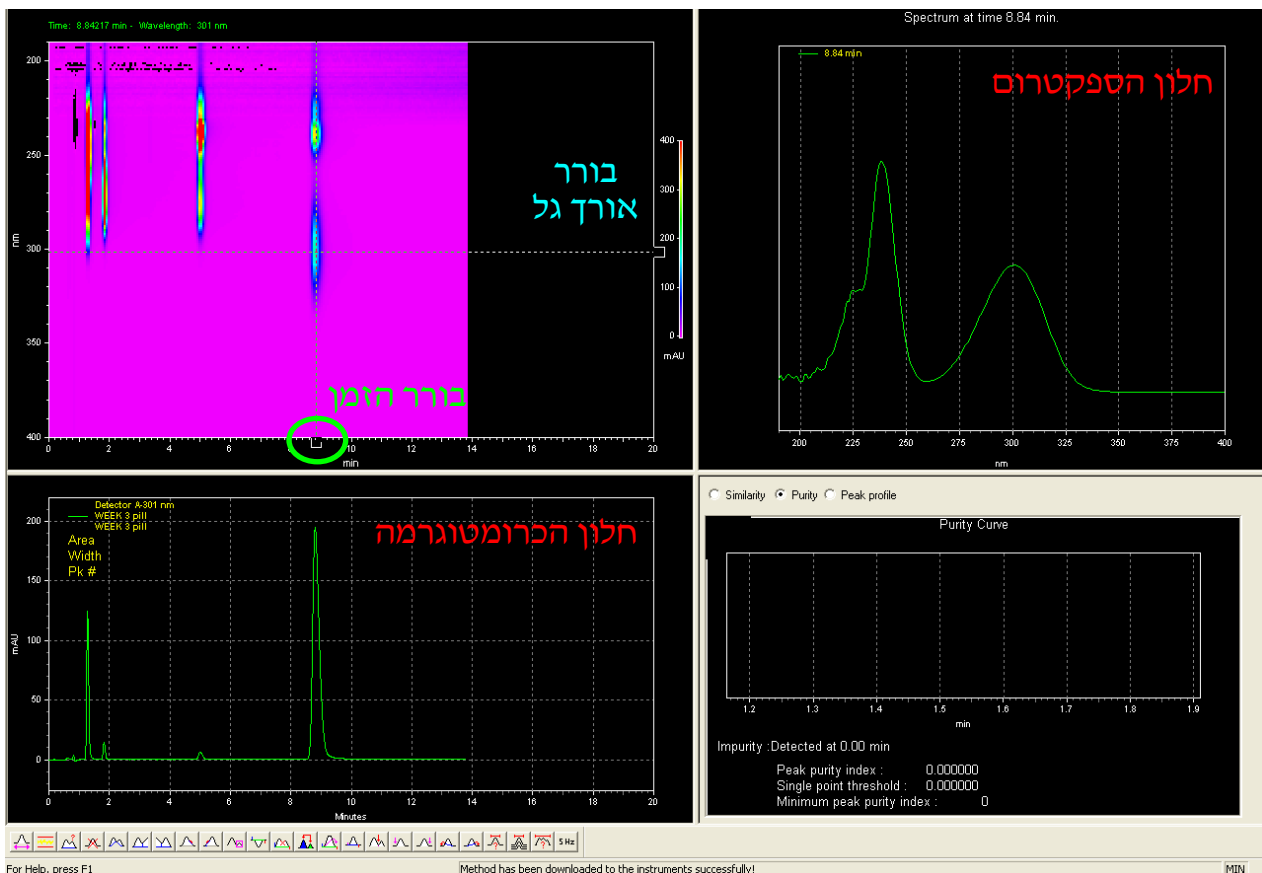 Time: 8.84217 min - Wavelength: 301 nm
200
250
300
350
400
nm
0
2
4
6
8
10
12
14
16
18
20
min
בורר
אורך גל
בורר הזמן
400
300
200
100
0
mAU
Spectrum at time 8.84 min.
8.84 min
חלון הספקטרום
200
225
250
275
300
325
350
375
400
nm
Detector A-301 nm
WEEK 3 pill
WEEK 3 pill
Area
Width
Pk #
חלון הכרומטוגרמה
200
150
100
50
0
mAU
0
2
4
6
8
10
12
14
16
18
20
Minutes
Similarity
Purity
Peak profile
Purity Curve
1.2
1.3
1.4
1.5
1.6
1.7
1.8
1.9
min
Impurity :Detected at 0.00 min
Peak purity index : 0.000000
Single point threshold : 0.000000
Minimum peak purity index : 0
5 Hz
For Help, press F1
Method has been downloaded to the instruments successfully!
MIN